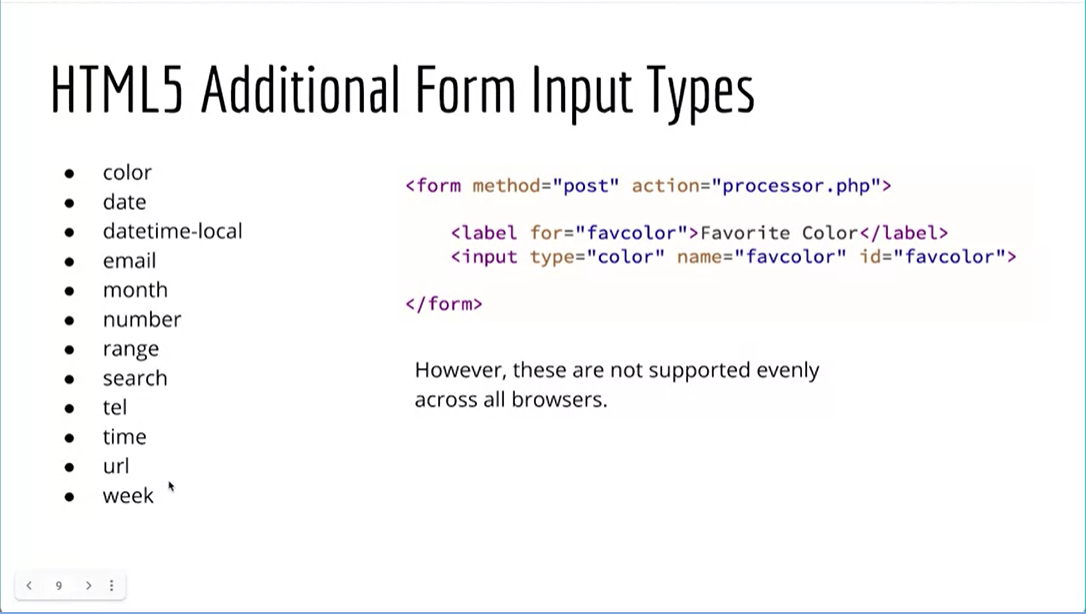 HTML5 Additional Form Input Types
● color
● date
● datetime-local
● email
● month
● number
● range
● search
● tel
● time
● url
● week
<form method="post" action="processor.php">
<label for="favcolor">Favorite Color</label>
<input type="color" name="favcolor" id="favcolor">
</form>
However, these are not supported evenly
across all browsers.
9